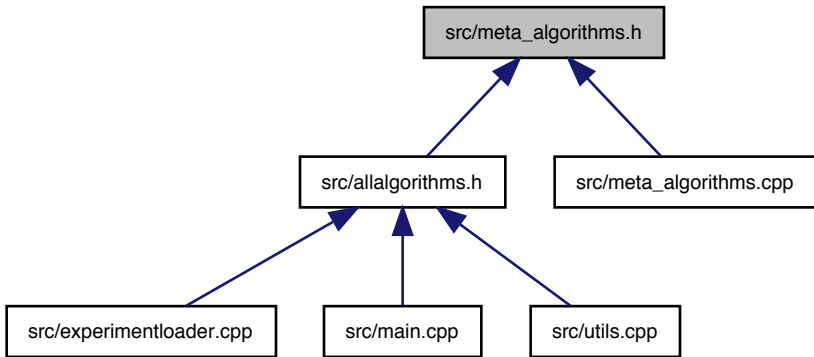 src/meta_algorithms.h
src/allalgorithms.h
src/meta_algorithms.cpp
src/experimentloader.cpp
src/main.cpp
src/utils.cpp